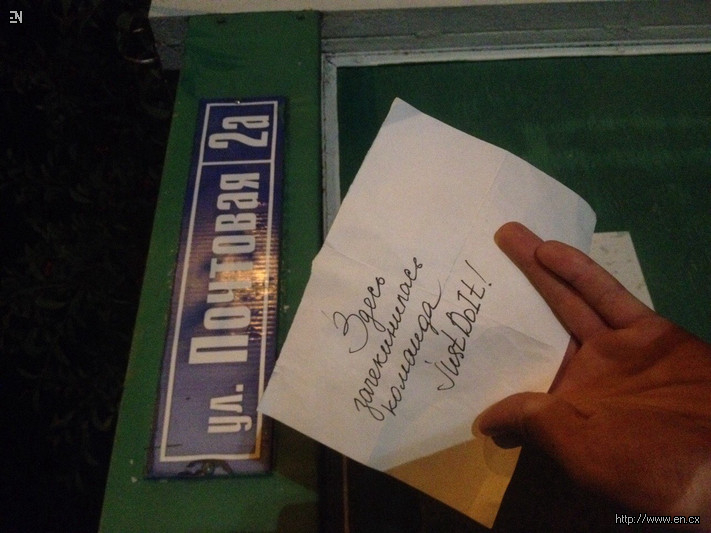 EN
ул. Почтовая 2а
Здесь
зачекинилась
команда
JustDoIt!
http://www.en.cx